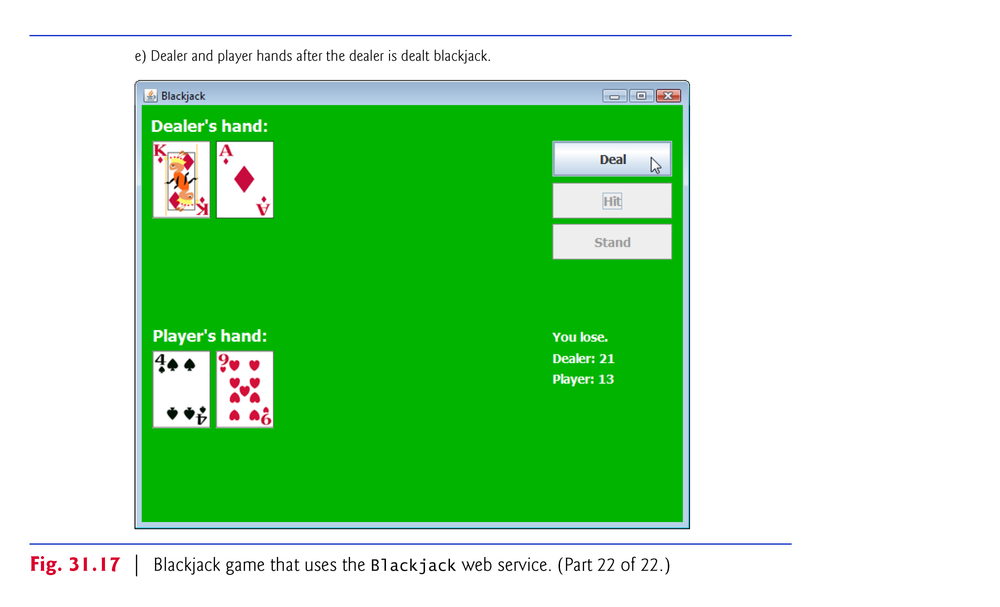 e) Dealer and player hands after the dealer is dealt blackjack.
Blackjack
Dealer's hand:
K A
K A
Deal
Hit
Stand
Player's hand:
4 9
4 9
You lose.
Dealer: 21
Player: 13
Fig. 31.17 | Blackjack game that uses the Blackjack web service. (Part 22 of 22.)